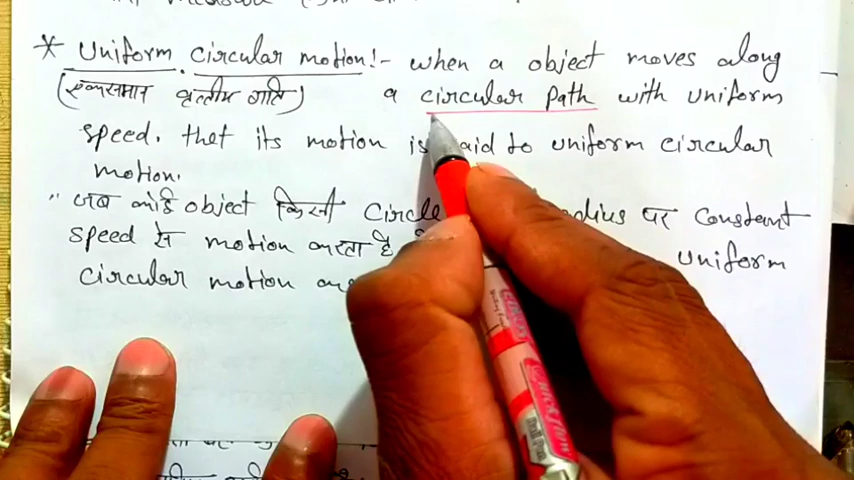 * Uniform circular motion:- when a object moves along
(एकसमान वृत्तीय गति) a circular path with uniform
speed. thet its motion is said to uniform circular
motion.
" जब कोई object किसी Circle radius पर constant
speed से motion करता है uniform
circular motion